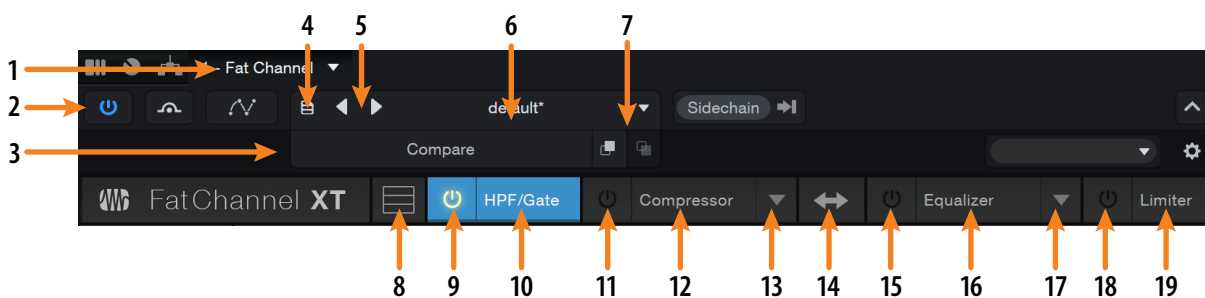 4 5 6 7
1 - Fat Channel
2 default* Sidechain
3 Compare
FatChannel XT HPF/Gate Compressor Equalizer Limiter
8 9 10 11 12 13 14 15 16 17 18 19